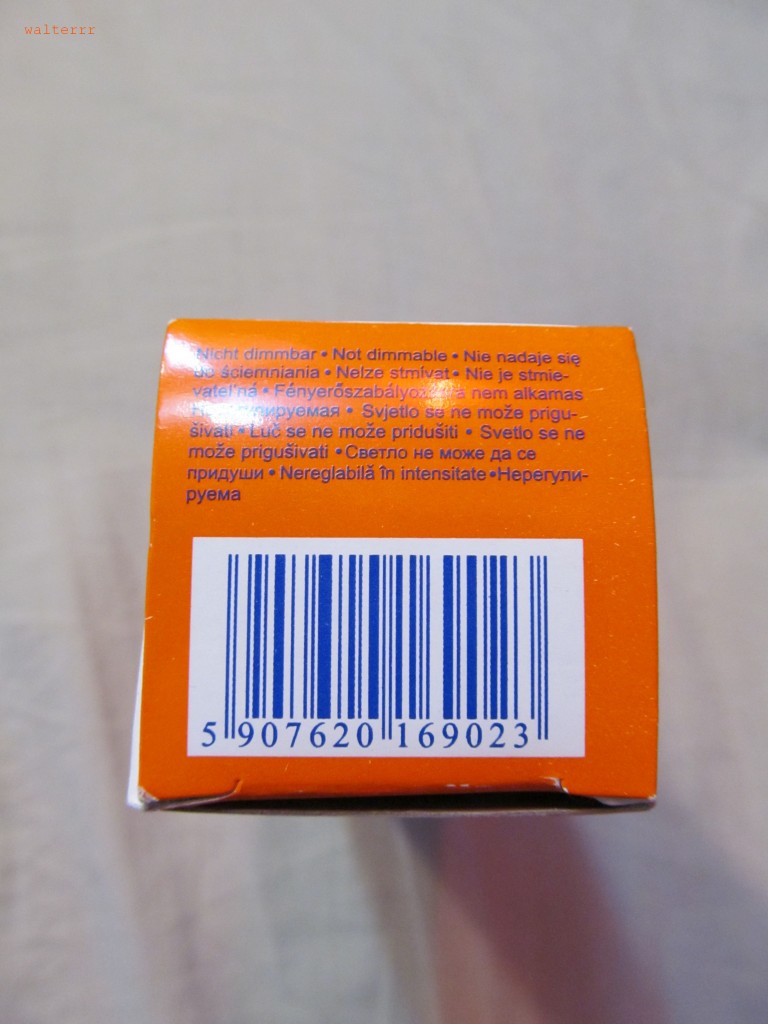 walterrr
Nicht dimmbar • Not dimmable • Nie nadaje się
do ściemniania • Nelze stmívat • Nie je stmie-
vateľná • Fényerőszabályozásra nem alkamas
Нерегулируемая • Svjetlo se ne može prigu-
šivati • Luč se ne može pridušiti • Svetlo se ne
može prigušivati • Светло не може да се
придуши • Nereglabilă în intensitate • Нерегули-
руема
5 907620 169023